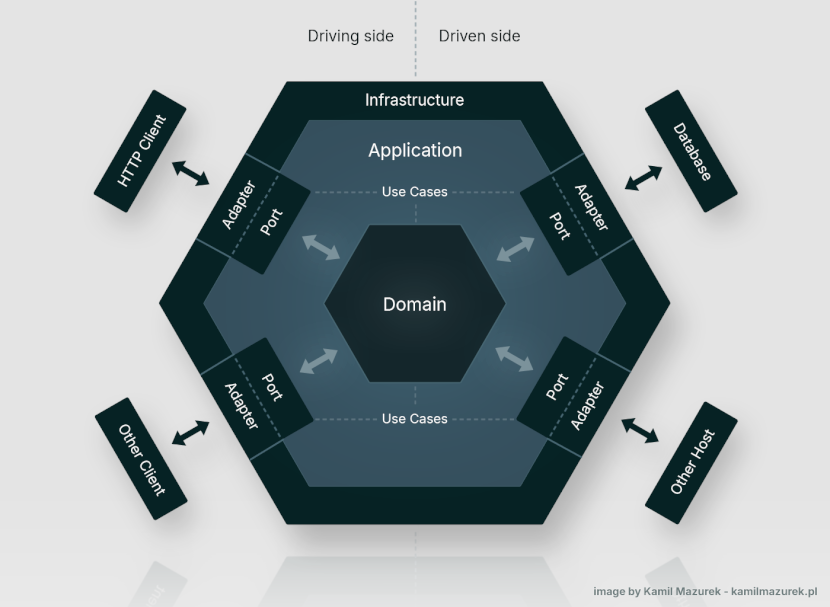 Driving side
Driven side
Infrastructure
Application
HTTP Client
Database
Adapter
Port
Use Cases
Port
Adapter
Domain
Port
Adapter
Use Cases
Port
Adapter
Other Client
Other Host
image by Kamil Mazurek - kamilmazurek.pl